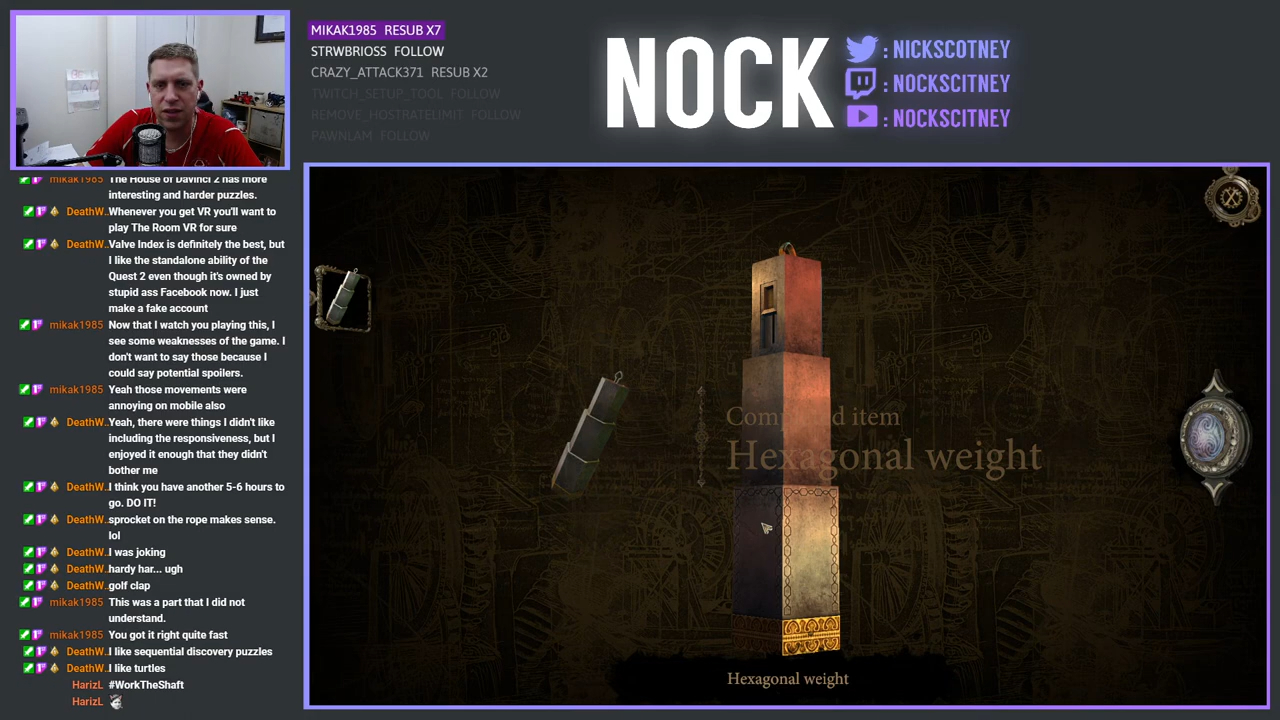 MIKAK1985 RESUB X7
STRWBRIOSS FOLLOW
CRAZY_ATTACK371 RESUB X2
TWITCH_SETUP_TOOL FOLLOW
REMOVE_HOSTRATELIMIT FOLLOW
PAWNLAM FOLLOW
NOCK
: NICKSCOTNEY
: NOCKSCITNEY
: NOCKSCITNEY
mikak1985 The House of Davinci 2 has more
interesting and harder puzzles.
DeathW.. Whenever you get VR you'll want to
play The Room VR for sure
DeathW.. Valve Index is definitely the best, but
I like the standalone ability of the
Quest 2 even though it's owned by
stupid ass Facebook now. I just
make a fake account
mikak1985 Now that I watch you playing this, I
see some weaknesses of the game. I
don't want to say those because I
could say potential spoilers.
mikak1985 Yeah those movements were
annoying on mobile also
DeathW.. Yeah, there were things I didn't like
including the responsiveness, but I
enjoyed it enough that they didn't
bother me
DeathW.. I think you have another 5-6 hours to
go. DO IT!
DeathW.. sprocket on the rope makes sense.
lol
DeathW.. I was joking
DeathW.. hardy har... ugh
DeathW.. golf clap
mikak1985 This was a part that I did not
understand.
mikak1985 You got it right quite fast
DeathW.. I like sequential discovery puzzles
DeathW.. I like turtles
HarizL #WorkTheShaft
HarizL
item
Hexagonal weight
Hexagonal weight